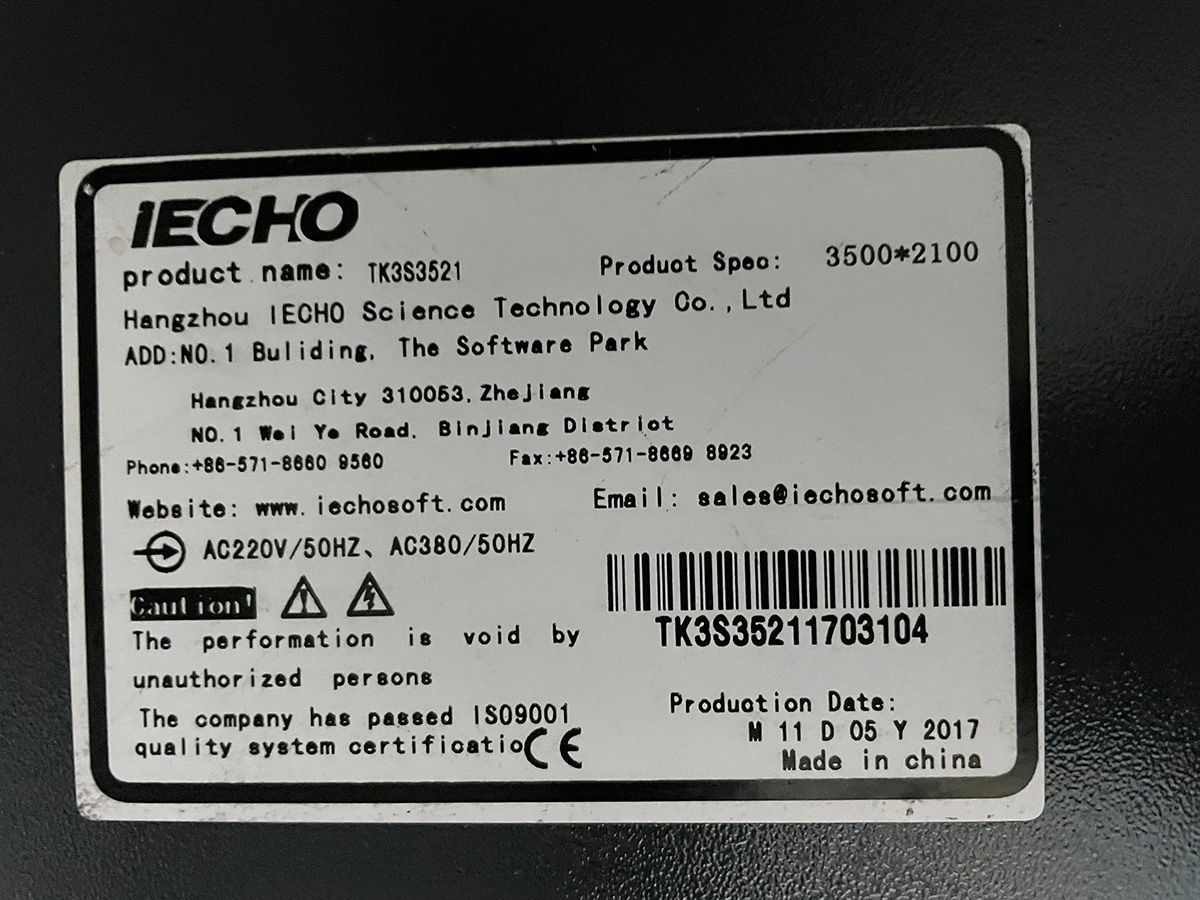 iECHO
product name: TK3S3521 Product Spec: 3500*2100
Hangzhou IECHO Science Technology Co.,Ltd
ADD:NO.1 Buliding, The Software Park
Hangzhou City 310053, ZheJiang
NO.1 Wei Ye Road, BinJiang District
Phone:+86-571-8660 9560 Fax:+86-571-8669 8923
Website: www.iechosoft.com Email: sales@iechosoft.com
AC220V/50HZ、AC380/50HZ
Caution!
The performation is void by
unauthorized persons
TK3S35211703104
The company has passed ISO9001
quality system certificatio CE
Production Date:
M 11 D 05 Y 2017
Made in china